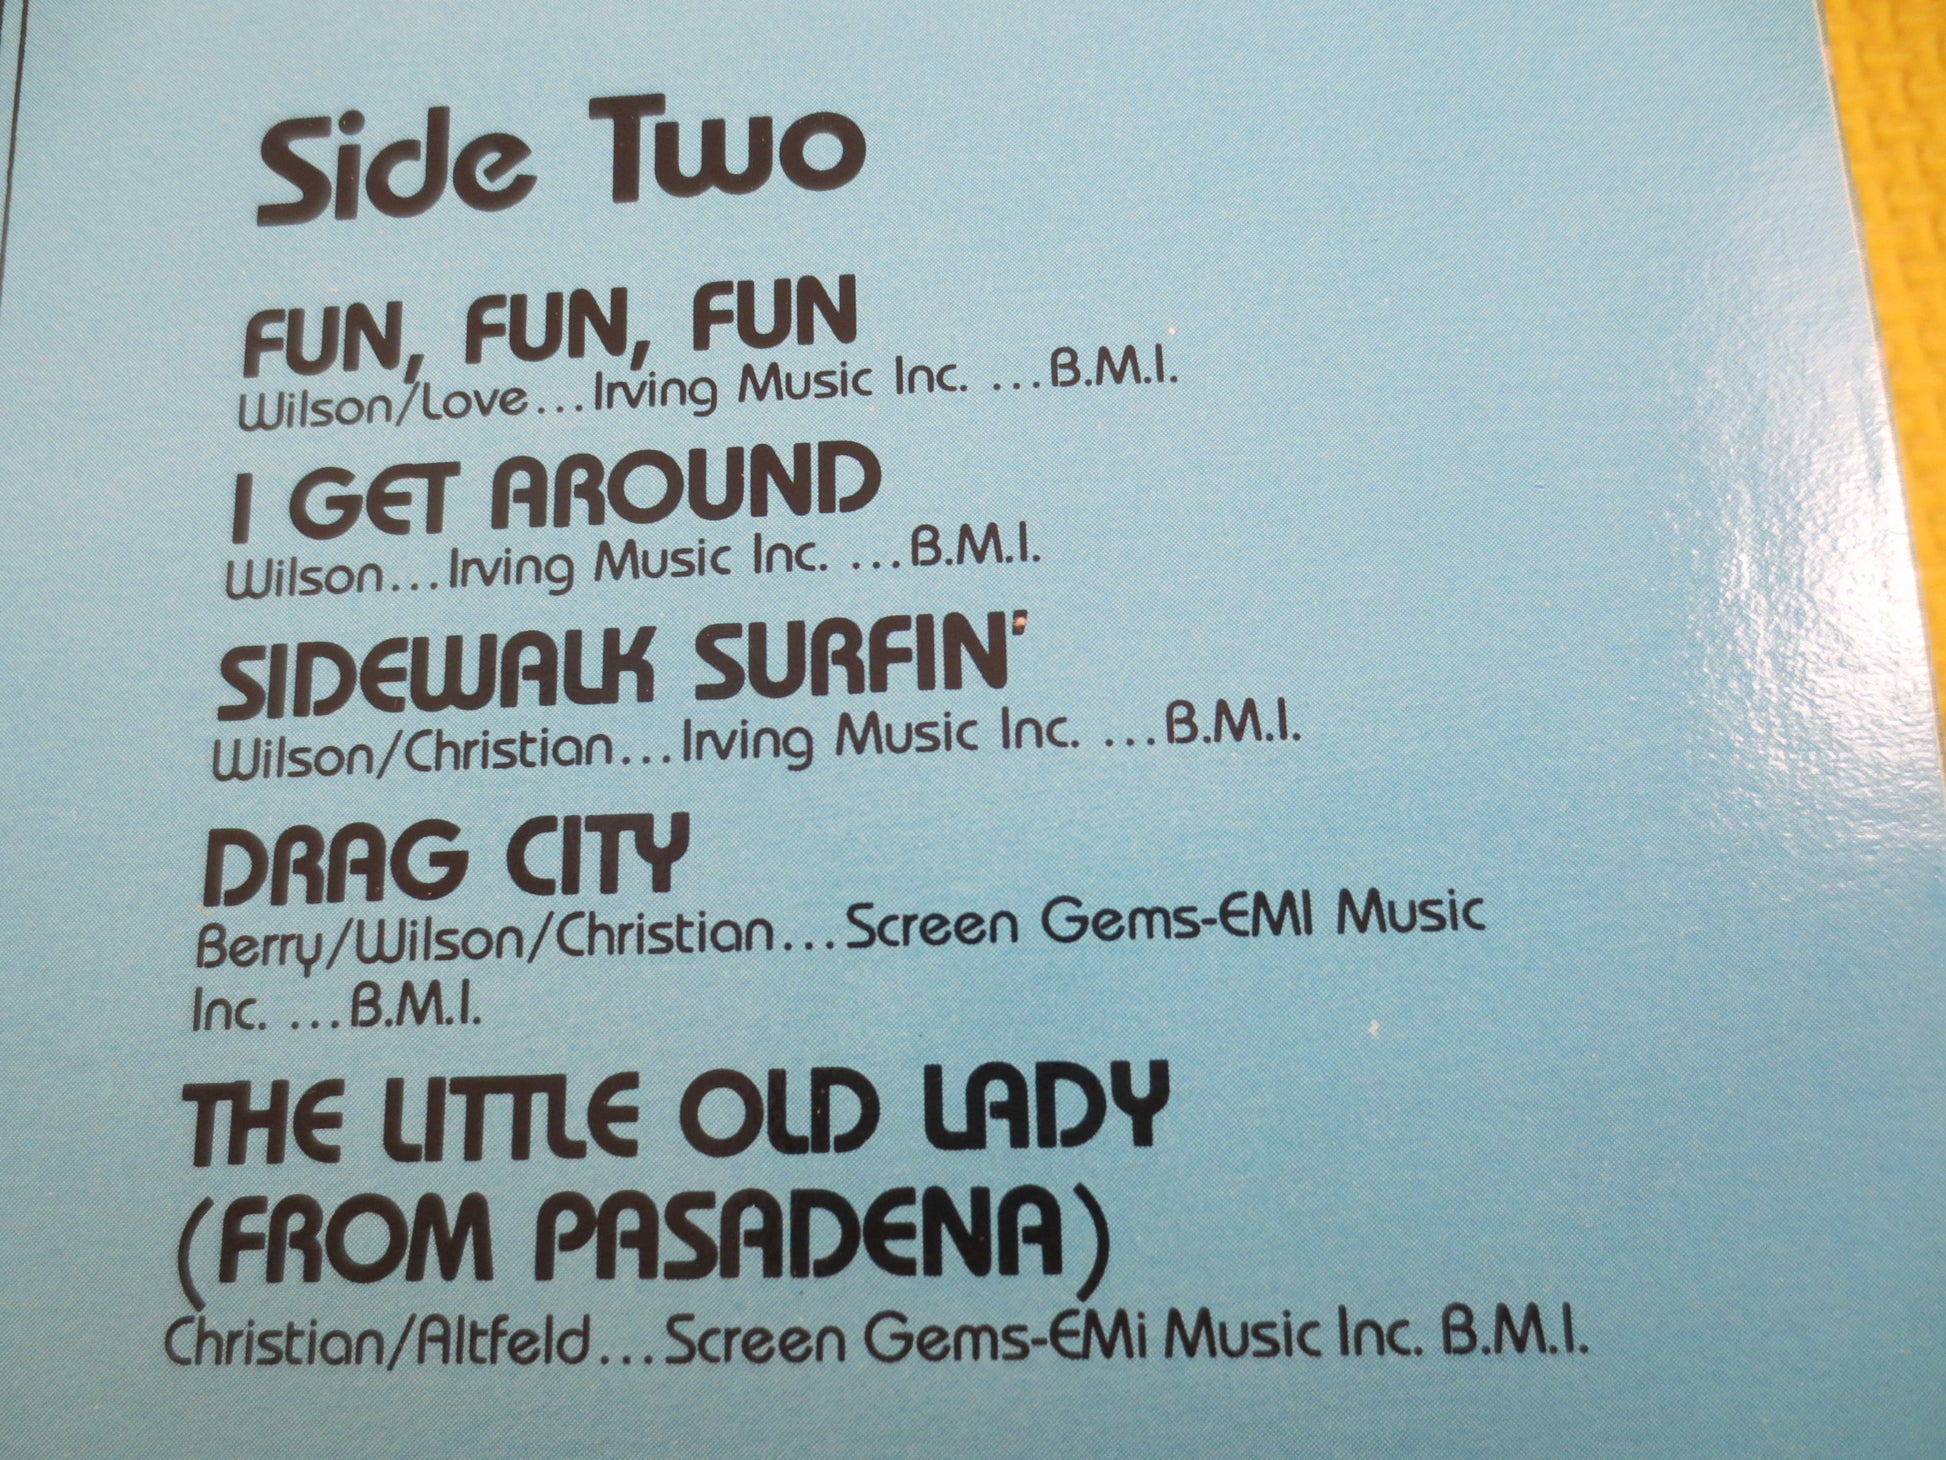 Side Two
FUN, FUN, FUN
Wilson/Love...Irving Music Inc. ...B.M.I.
I GET AROUND
Wilson...Irving Music Inc. ...B.M.I.
SIDEWALK SURFIN'
Wilson/Christian...Irving Music Inc. ...B.M.I.
DRAG CITY
Berry/Wilson/Christian...Screen Gems-EMI Music
Inc. ...B.M.I.
THE LITTLE OLD LADY
(FROM PASADENA)
Christian/Altfeld...Screen Gems-EMi Music Inc. B.M.I.